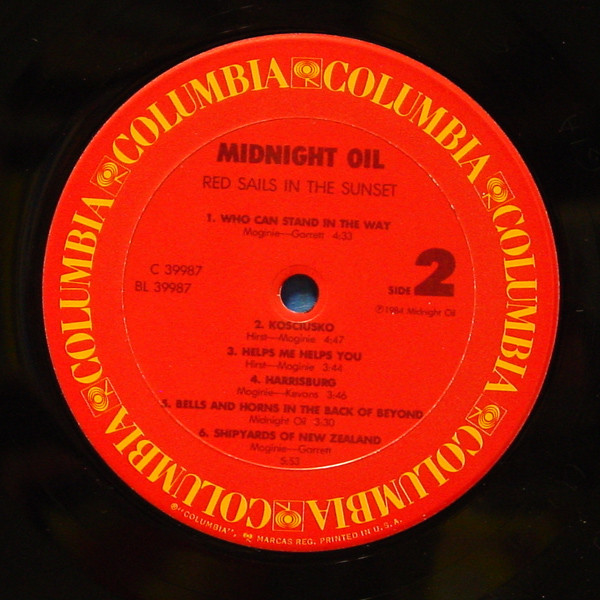 COLUMBIA COLUMBIA COLUMBIA COLUMBIA COLUMBIA COLUMBIA COLUMBIA COLUMBIA
MIDNIGHT OIL
RED SAILS IN THE SUNSET
1. WHO CAN STAND IN THE WAY
Moginie—Garrett 4:33
C 39987
BL 39987
SIDE 2
℗1984 Midnight Oil
2. KOSCIUSKO
Hirst—Moginie 4:47
3. HELPS ME HELPS YOU
Hirst—Moginie 3:44
4. HARRISBURG
Moginie—Kevans 3:46
5. BELLS AND HORNS IN THE BACK OF BEYOND
Midnight Oil 3:30
6. SHIPYARDS OF NEW ZEALAND
Moginie—Garrett
5:53
®"COLUMBIA", MARCAS REG. PRINTED IN U.S.A.